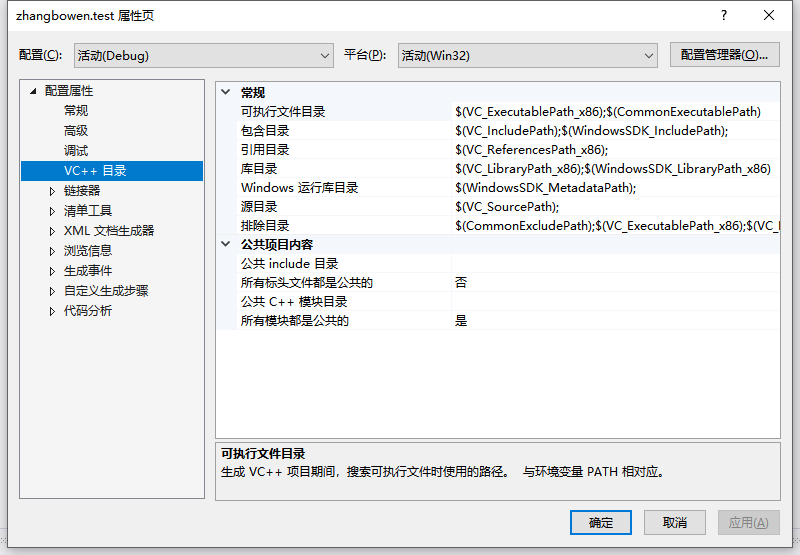 zhangbowen.test 属性页
配置(C): 活动(Debug) 平台(P): 活动(Win32) 配置管理器(O)...
配置属性
常规
高级
调试
VC++ 目录
链接器
清单工具
XML 文档生成器
浏览信息
生成事件
自定义生成步骤
代码分析
常规
可执行文件目录 $(VC_ExecutablePath_x86);$(CommonExecutablePath)
包含目录 $(VC_IncludePath);$(WindowsSDK_IncludePath);
引用目录 $(VC_ReferencesPath_x86);
库目录 $(VC_LibraryPath_x86);$(WindowsSDK_LibraryPath_x86)
Windows 运行库目录 $(WindowsSDK_MetadataPath);
源目录 $(VC_SourcePath);
排除目录 $(CommonExcludePath);$(VC_ExecutablePath_x86);$(VC_
公共项目内容
公共 include 目录
所有标头文件都是公共的 否
公共 C++ 模块目录
所有模块都是公共的 是
可执行文件目录
生成 VC++ 项目期间，搜索可执行文件时使用的路径。 与环境变量 PATH 相对应。
确定 取消 应用(A)